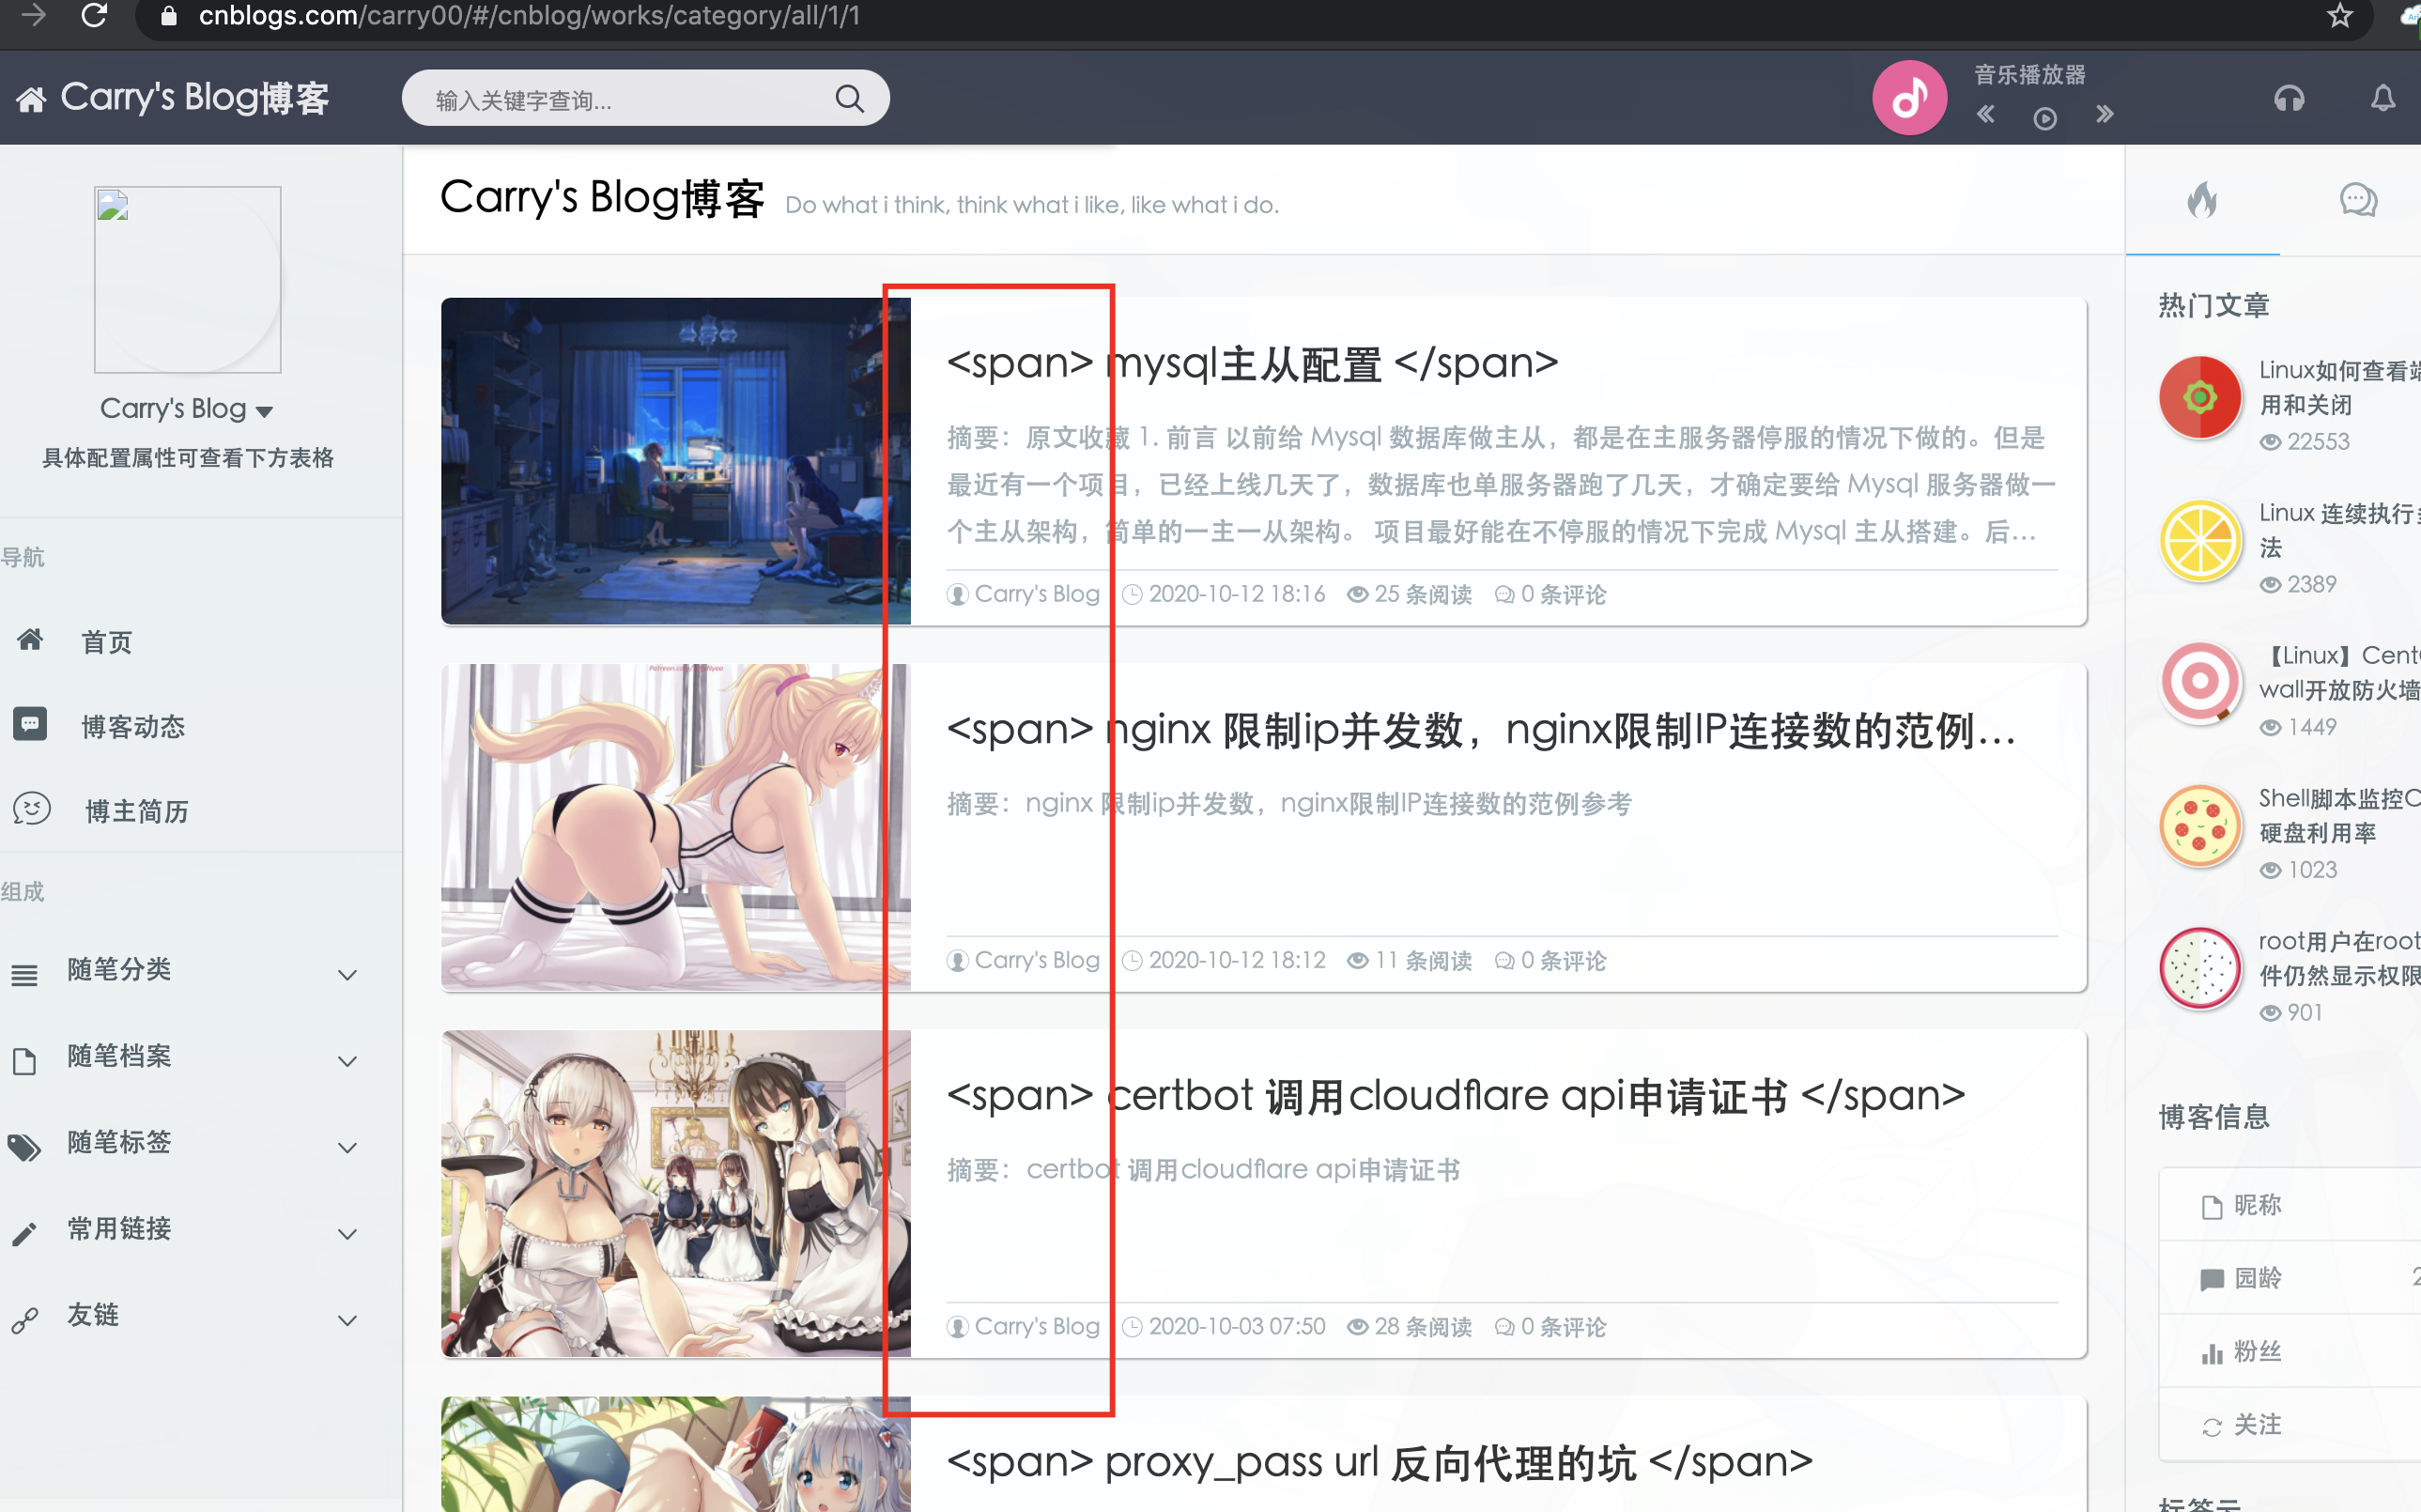 cnblogs.com/carry00/#/cnblog/works/category/all/1/1
Carry's Blog博客
输入关键字查询...
音乐播放器
Carry's Blog
具体配置属性可查看下方表格
导航
首页
博客动态
博主简历
组成
随笔分类
随笔档案
随笔标签
常用链接
友链
Carry's Blog博客 Do what i think, think what i like, like what i do.
<span> mysql主从配置 </span>
摘要：原文收藏 1. 前言 以前给 Mysql 数据库做主从，都是在主服务器停服的情况下做的。但是
最近有一个项目，已经上线几天了，数据库也单服务器跑了几天，才确定要给 Mysql 服务器做一
个主从架构，简单的一主一从架构。 项目最好能在不停服的情况下完成 Mysql 主从搭建。后...
Carry's Blog 2020-10-12 18:16 25 条阅读 0 条评论
<span> nginx 限制ip并发数，nginx限制IP连接数的范例...
摘要：nginx 限制ip并发数，nginx限制IP连接数的范例参考
Carry's Blog 2020-10-12 18:12 11 条阅读 0 条评论
<span> certbot 调用cloudflare api申请证书 </span>
摘要：certbot 调用cloudflare api申请证书
Carry's Blog 2020-10-03 07:50 28 条阅读 0 条评论
<span> proxy_pass url 反向代理的坑 </span>
热门文章
Linux如何查看
用和关闭
22553
Linux 连续执行
法
2389
【Linux】Cent
wall开放防火墙
1449
Shell脚本监控C
硬盘利用率
1023
root用户在root
件仍然显示权限
901
博客信息
昵称
园龄
2
粉丝
关注